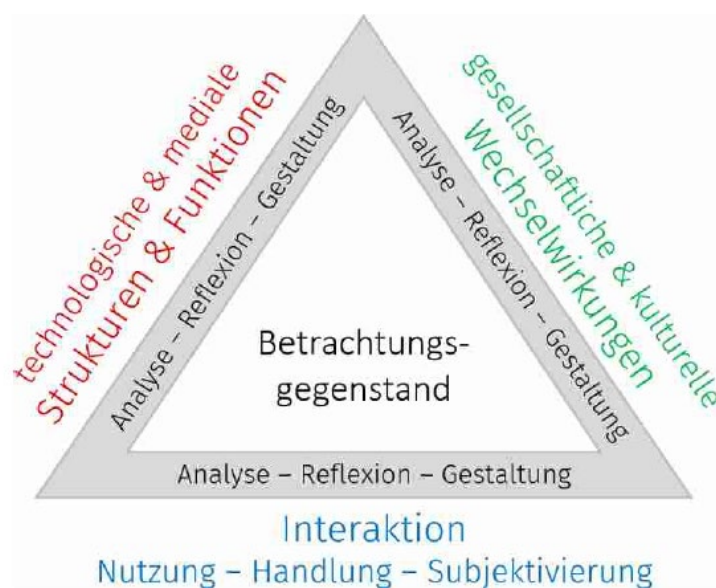 technologische & mediale
Strukturen & Funktionen
Analyse – Reflexion – Gestaltung
gesellschaftliche & kulturelle
Wechselwirkungen
Analyse – Reflexion – Gestaltung
Betrachtungs-
gegenstand
Analyse – Reflexion – Gestaltung
Interaktion
Nutzung – Handlung – Subjektivierung